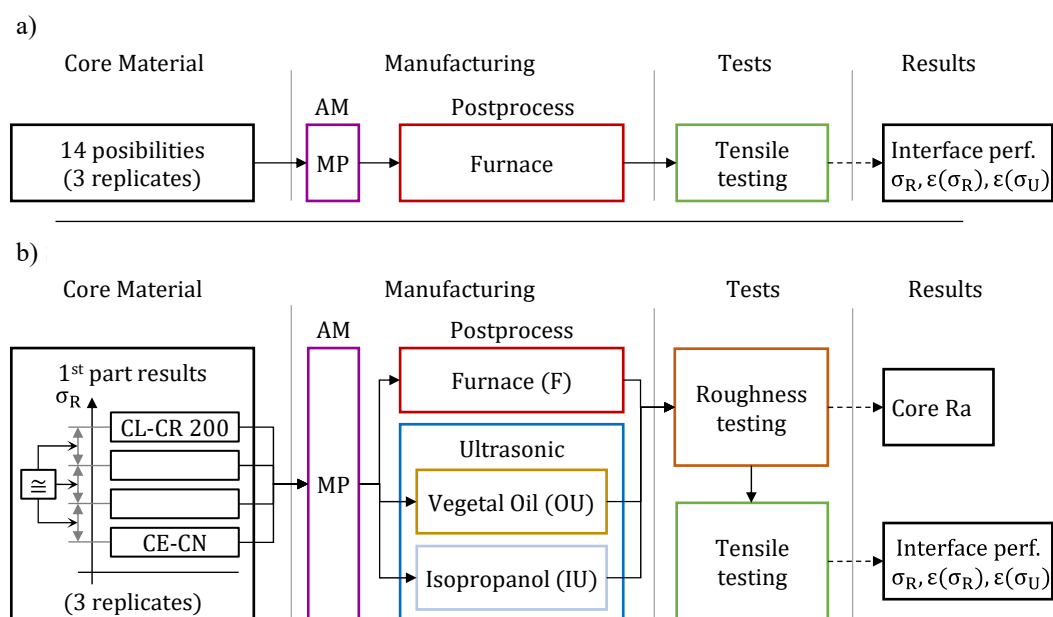 a)
Core Material
Manufacturing
Tests
Results
AM
Postprocess
14 posibilities
(3 replicates)
MP
Furnace
Tensile
testing
Interface perf.
σR, ε(σR), ε(σU)
b)
Core Material
Manufacturing
Tests
Results
AM
Postprocess
1st part results
σR
CL-CR 200
≅
CE-CN
(3 replicates)
MP
Furnace (F)
Ultrasonic
Vegetal Oil (OU)
Isopropanol (IU)
Roughness
testing
Core Ra
Tensile
testing
Interface perf.
σR, ε(σR), ε(σU)